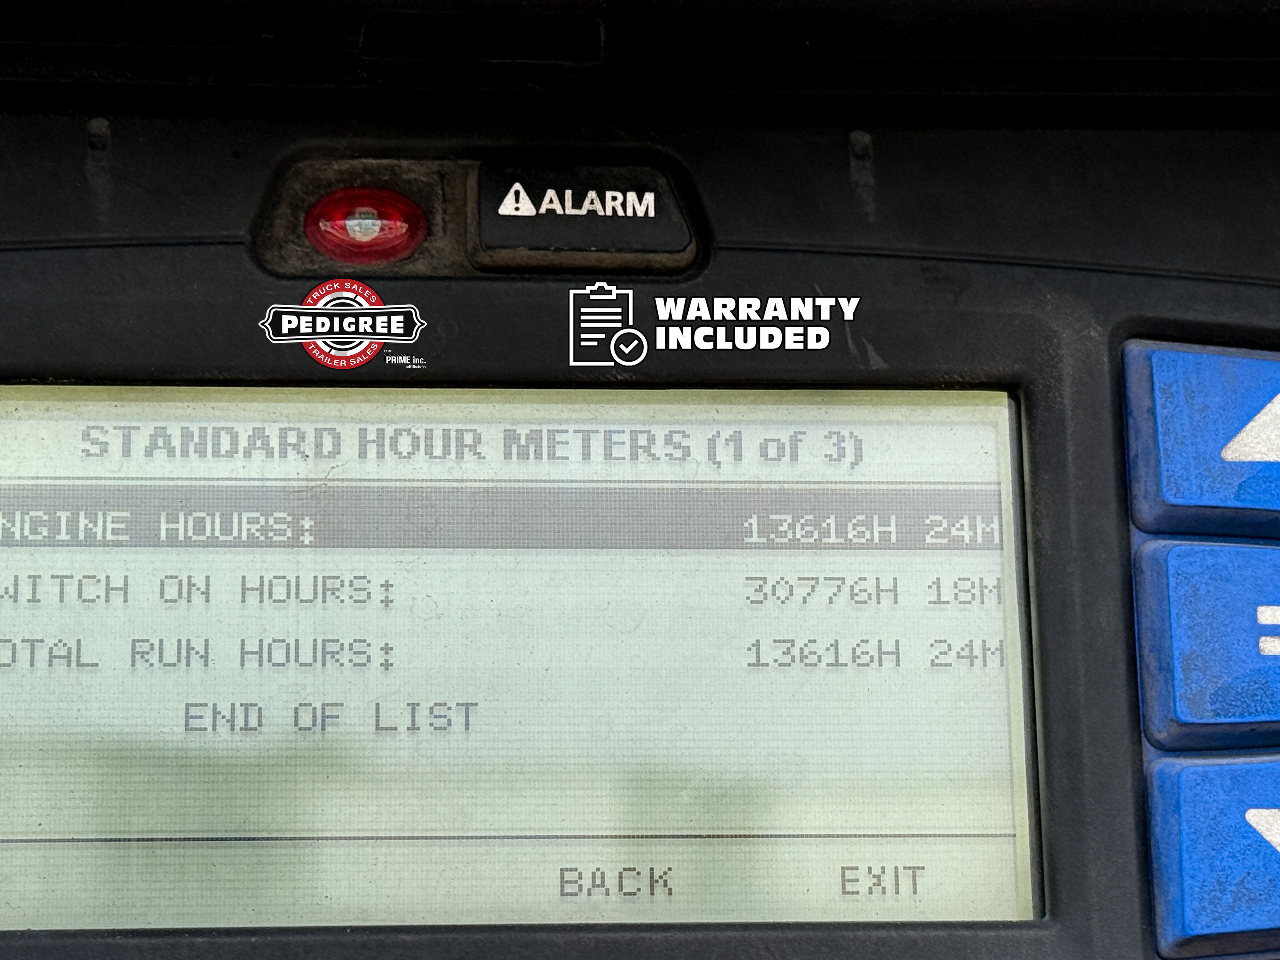 ALARM
TRUCK SALES
PEDIGREE
TRAILER SALES
PRIME inc.
WARRANTY
INCLUDED
STANDARD HOUR METERS (1 of 3)
NGINE HOURS: 13616H 24M
WITCH ON HOURS: 30776H 18M
OTAL RUN HOURS: 13616H 24M
END OF LIST
BACK EXIT